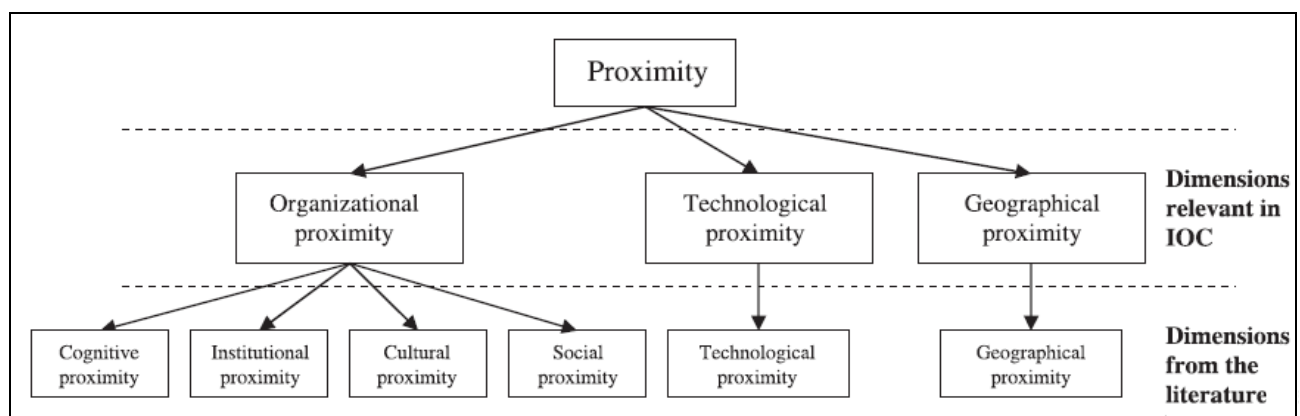 Proximity
Organizational
proximity
Technological
proximity
Geographical
proximity
Dimensions
relevant in
IOC
Cognitive
proximity
Institutional
proximity
Cultural
proximity
Social
proximity
Technological
proximity
Geographical
proximity
Dimensions
from the
literature